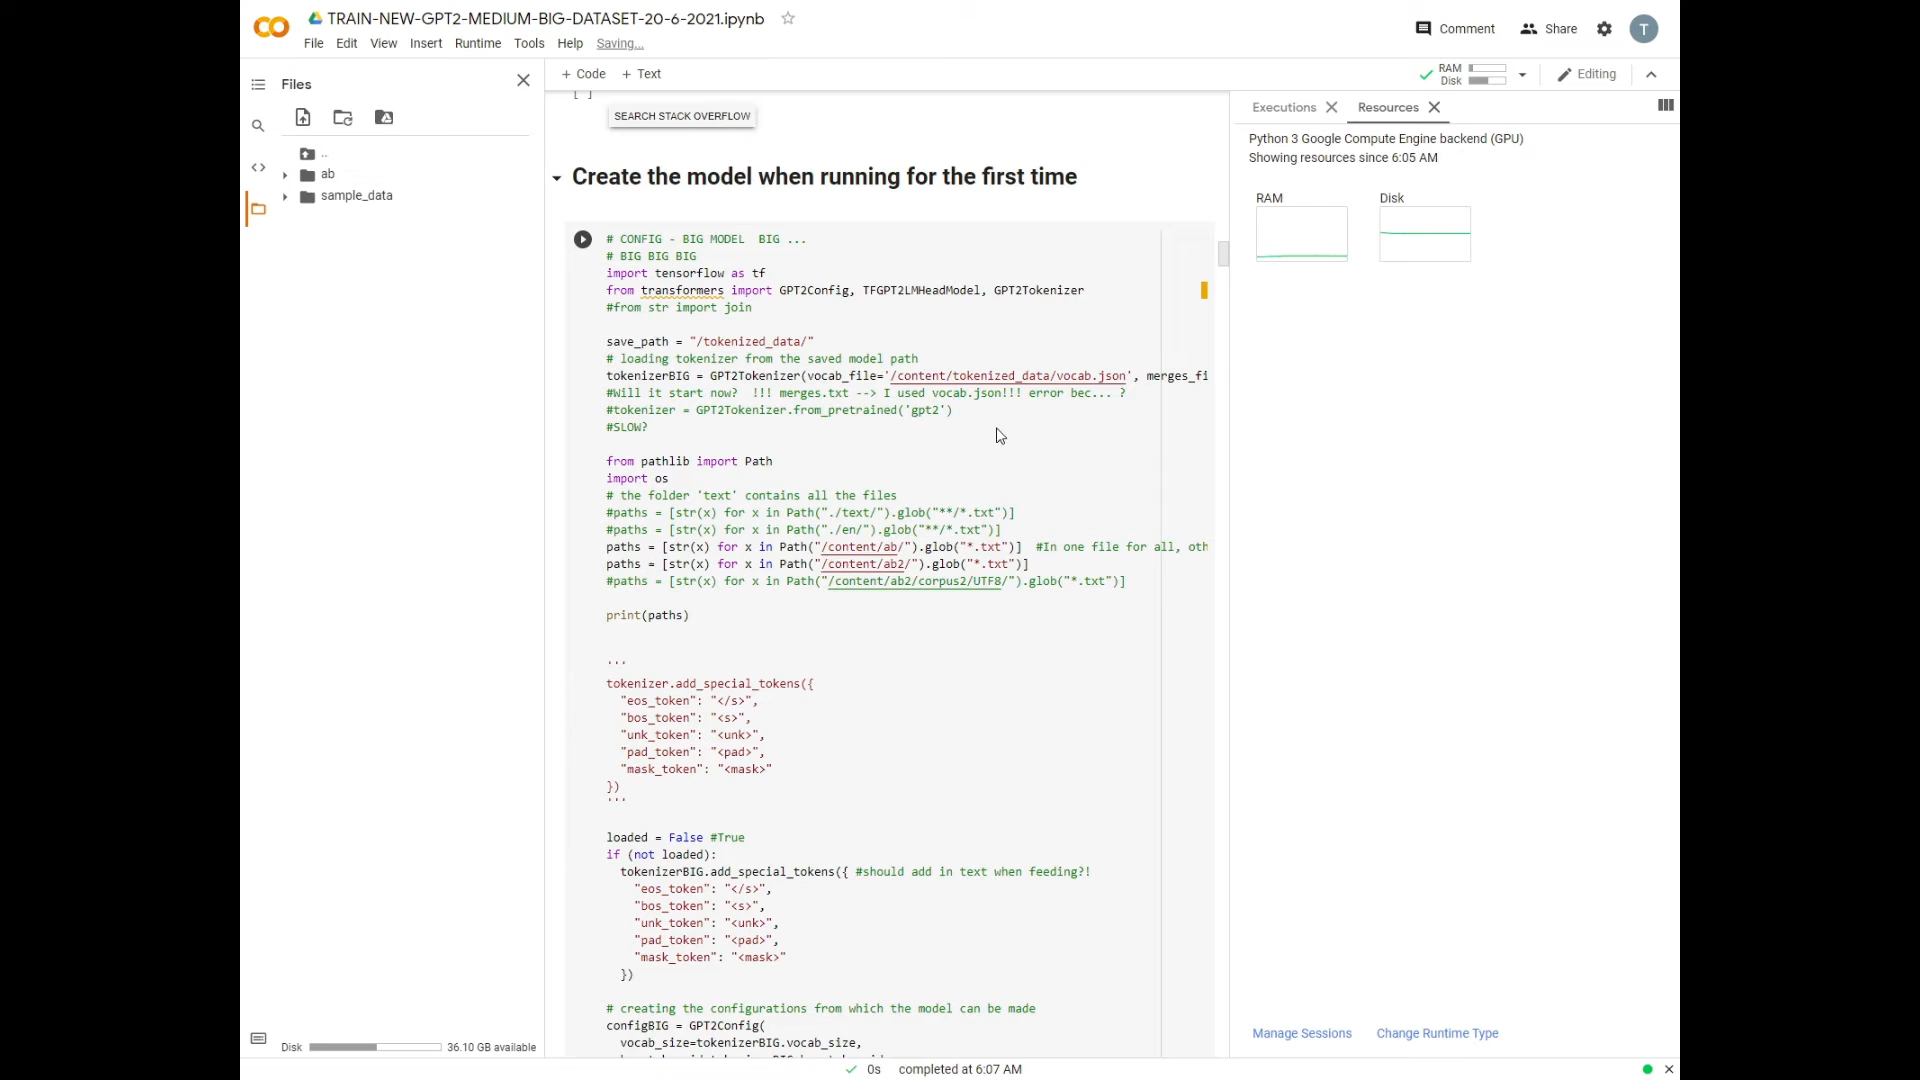 TRAIN-NEW-GPT2-MEDIUM-BIG-DATASET-20-6-2021.ipynb
File Edit View Insert Runtime Tools Help Saving...
Comment Share T
Files
+ Code + Text
RAM
Disk
Editing
..
ab
sample_data
Disk 36.10 GB available
[ ]
SEARCH STACK OVERFLOW
Create the model when running for the first time
# CONFIG - BIG MODEL  BIG ...
# BIG BIG BIG
import tensorflow as tf
from transformers import GPT2Config, TFGPT2LMHeadModel, GPT2Tokenizer
#from str import join
save_path = "/tokenized_data/"
# loading tokenizer from the saved model path
tokenizerBIG = GPT2Tokenizer(vocab_file='/content/tokenized_data/vocab.json', merges_fi
#Will it start now?  !!! merges.txt --> I used vocab.json!!! error bec... ?
#tokenizer = GPT2Tokenizer.from_pretrained('gpt2')
#SLOW?
from pathlib import Path
import os
# the folder 'text' contains all the files
#paths = [str(x) for x in Path("./text/").glob("**/*.txt")]
#paths = [str(x) for x in Path("./en/").glob("**/*.txt")]
paths = [str(x) for x in Path("/content/ab/").glob("*.txt")]  #In one file for all, oth
paths = [str(x) for x in Path("/content/ab2/").glob("*.txt")]
#paths = [str(x) for x in Path("/content/ab2/corpus2/UTF8/").glob("*.txt")]
print(paths)
'''
tokenizer.add_special_tokens({
  "eos_token": "</s>",
  "bos_token": "<s>",
  "unk_token": "<unk>",
  "pad_token": "<pad>",
  "mask_token": "<mask>"
})
'''
loaded = False #True
if (not loaded):
  tokenizerBIG.add_special_tokens({ #should add in text when feeding?!
    "eos_token": "</s>",
    "bos_token": "<s>",
    "unk_token": "<unk>",
    "pad_token": "<pad>",
    "mask_token": "<mask>"
  })
# creating the configurations from which the model can be made
configBIG = GPT2Config(
  vocab_size=tokenizerBIG.vocab_size,
Executions Resources
Python 3 Google Compute Engine backend (GPU)
Showing resources since 6:05 AM
RAM Disk
Manage Sessions Change Runtime Type
0s completed at 6:07 AM